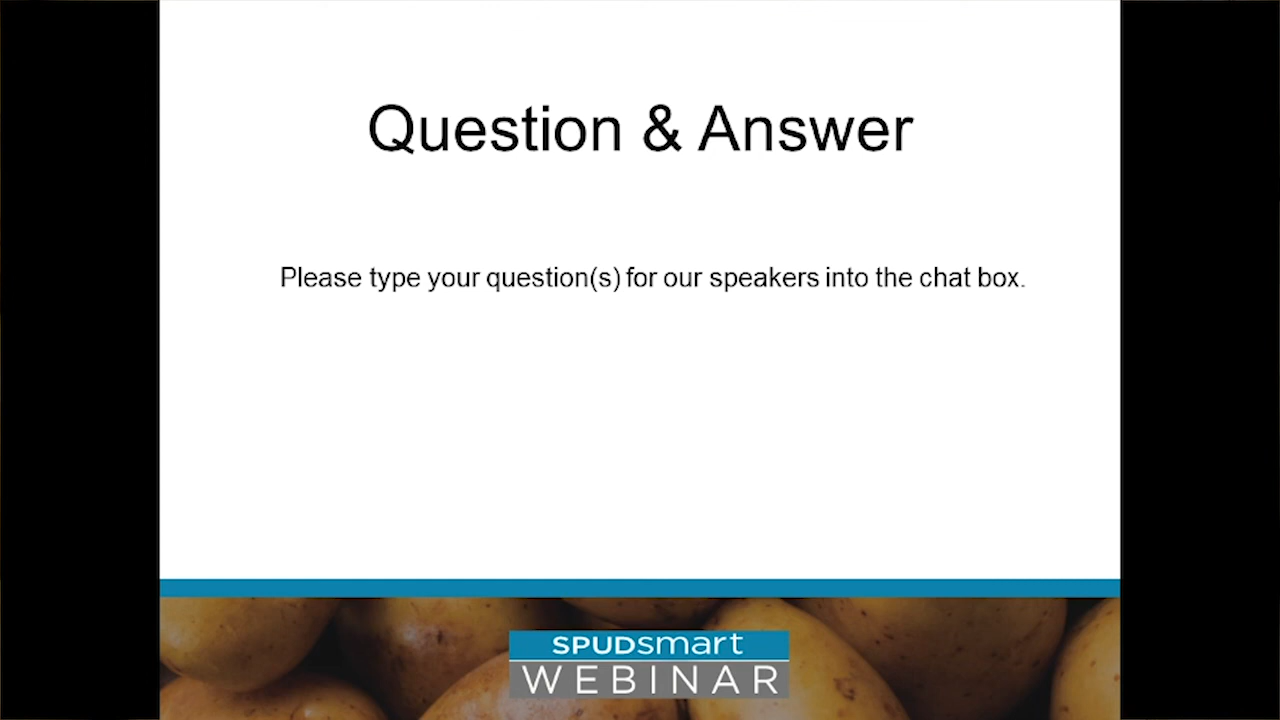 Question & Answer
Please type your question(s) for our speakers into the chat box.
SPUDsmart
WEBINAR